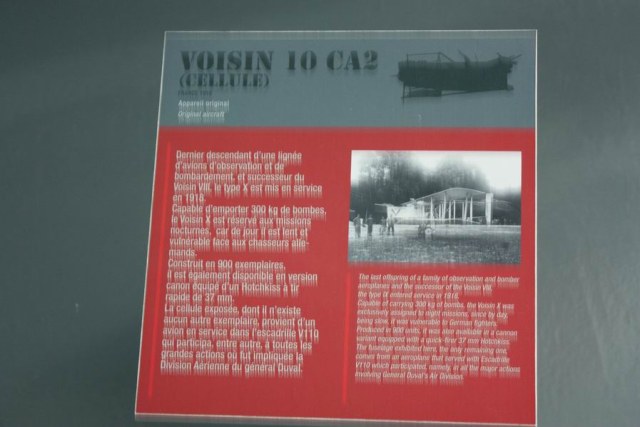 VOISIN 10 CA2
(CELLULE)
FRANCE 1918
Appareil original
Original aircraft
Dernier descendant d'une lignée
d'avions d'observation et de
bombardement, et successeur du
Voisin VIII, le type X est mis en service
en 1918.
Capable d'emporter 300 kg de bombes,
le Voisin X est réservé aux missions
nocturnes, car de jour il est lent et
vulnérable face aux chasseurs alle-
mands.
Construit en 900 exemplaires,
il est également disponible en version
canon équipé d'un Hotchkiss à tir
rapide de 37 mm.
La cellule exposée, dont il n'existe
aucun autre exemplaire, provient d'un
avion en service dans l'escadrille V110
qui participa, entre autre, à toutes les
grandes actions où fut impliquée la
Division Aérienne du général Duval.
The last offspring of a family of observation and bomber
aeroplanes and the successor of the Voisin VIII,
the type X entered service in 1918.
Capable of carrying 300 kg of bombs, the Voisin X was
exclusively assigned to night missions, since by day
being slow, it was vulnerable to German fighters.
Produced in 900 units, it was also available in a cannon
variant equipped with a quick-firer 37 mm Hotchkiss.
The fuselage exhibited here, the only remaining one,
comes from an aeroplane that served with Escadrille
V110 which participated, namely, in all the major actions
involving General Duval's Air Division.